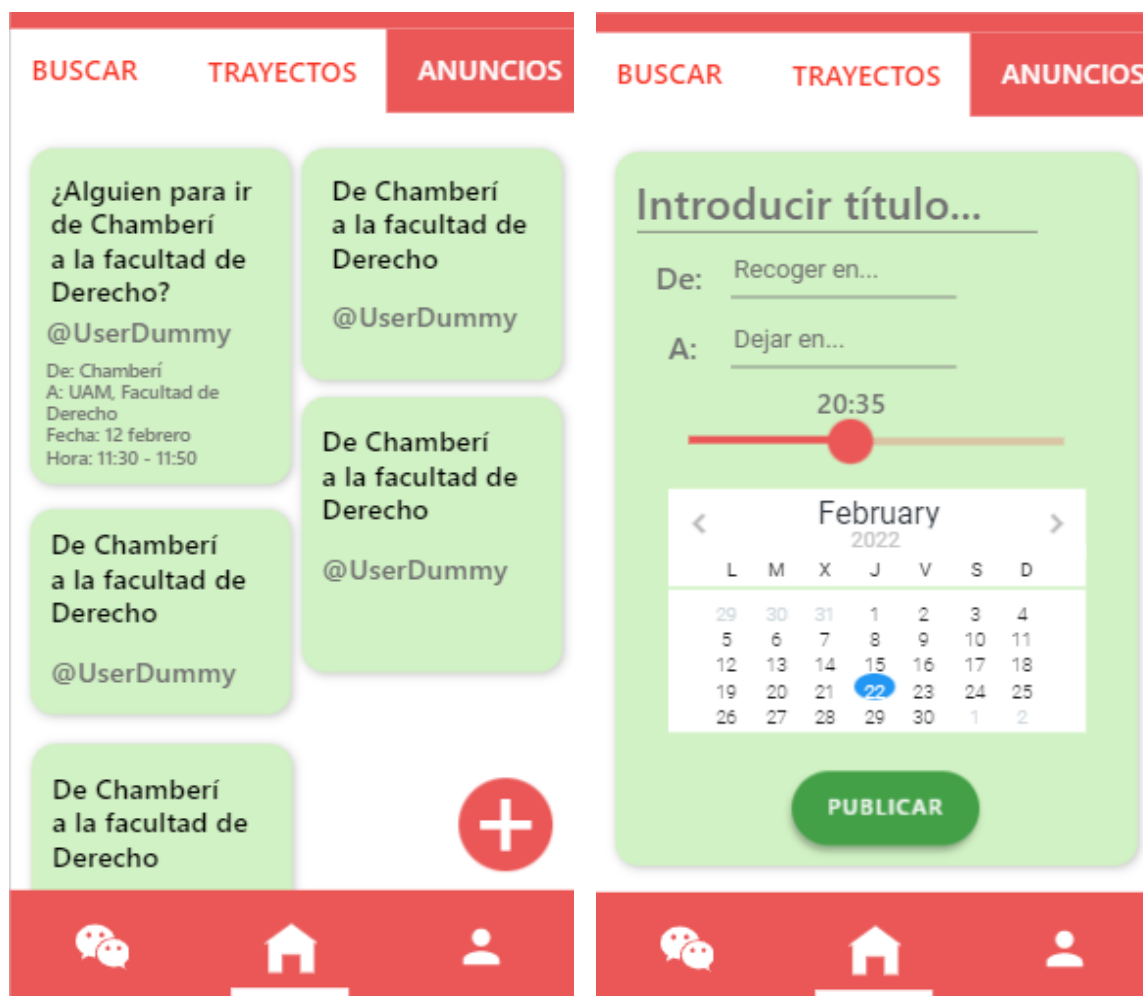 BUSCAR TRAYECTOS ANUNCIOS
¿Alguien para ir
de Chamberí
a la facultad de
Derecho?
@UserDummy
De: Chamberí
A: UAM, Facultad de
Derecho
Fecha: 12 febrero
Hora: 11:30 - 11:50
De Chamberí
a la facultad de
Derecho
@UserDummy
De Chamberí
a la facultad de
Derecho
@UserDummy
De Chamberí
a la facultad de
Derecho
@UserDummy
De Chamberí
a la facultad de
Derecho
BUSCAR TRAYECTOS ANUNCIOS
Introducir título...
De: Recoger en...
A: Dejar en...
20:35
February
2022
L M X J V S D
29 30 31 1 2 3 4
5 6 7 8 9 10 11
12 13 14 15 16 17 18
19 20 21 22 23 24 25
26 27 28 29 30 1 2
PUBLICAR